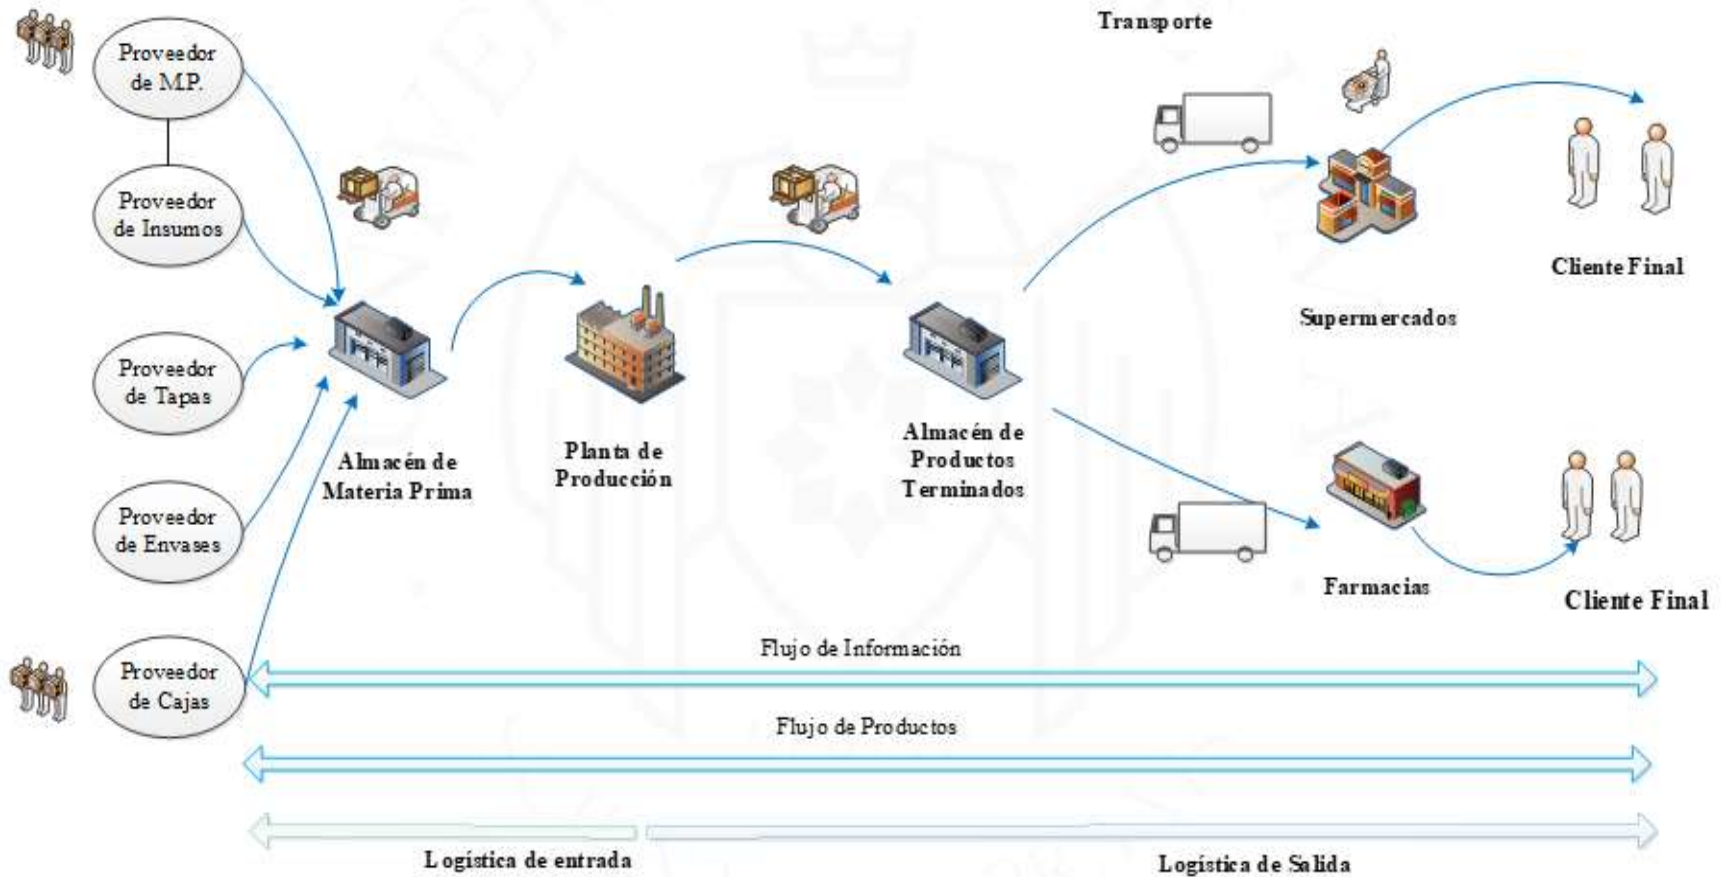 Transporte
Proveedor
de M.P.
Proveedor
de Insumos
Cliente Final
Supermercados
Proveedor
de Tapas
Almacén de
Materia Prima
Planta de
Producción
Almacén de
Productos
Terminados
Proveedor
de Envases
Farmacias
Cliente Final
Proveedor
de Cajas
Flujo de Información
Flujo de Productos
Logística de entrada
Logística de Salida